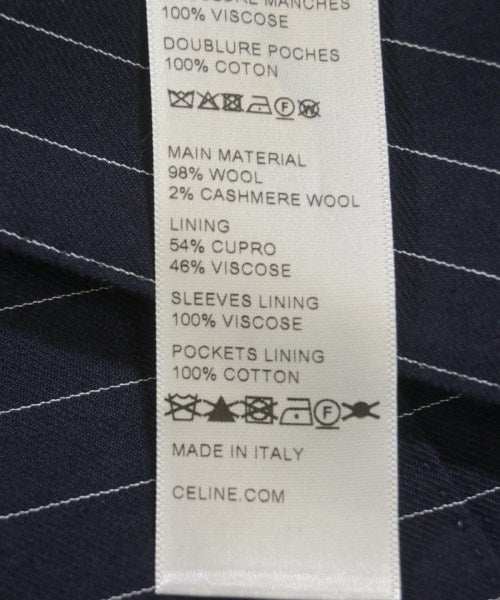 DOUBLURE MANCHES
100% VISCOSE
DOUBLURE POCHES
100% COTON
MAIN MATERIAL
98% WOOL
2% CASHMERE WOOL
LINING
54% CUPRO
46% VISCOSE
SLEEVES LINING
100% VISCOSE
POCKETS LINING
100% COTTON
F
MADE IN ITALY
CELINE.COM